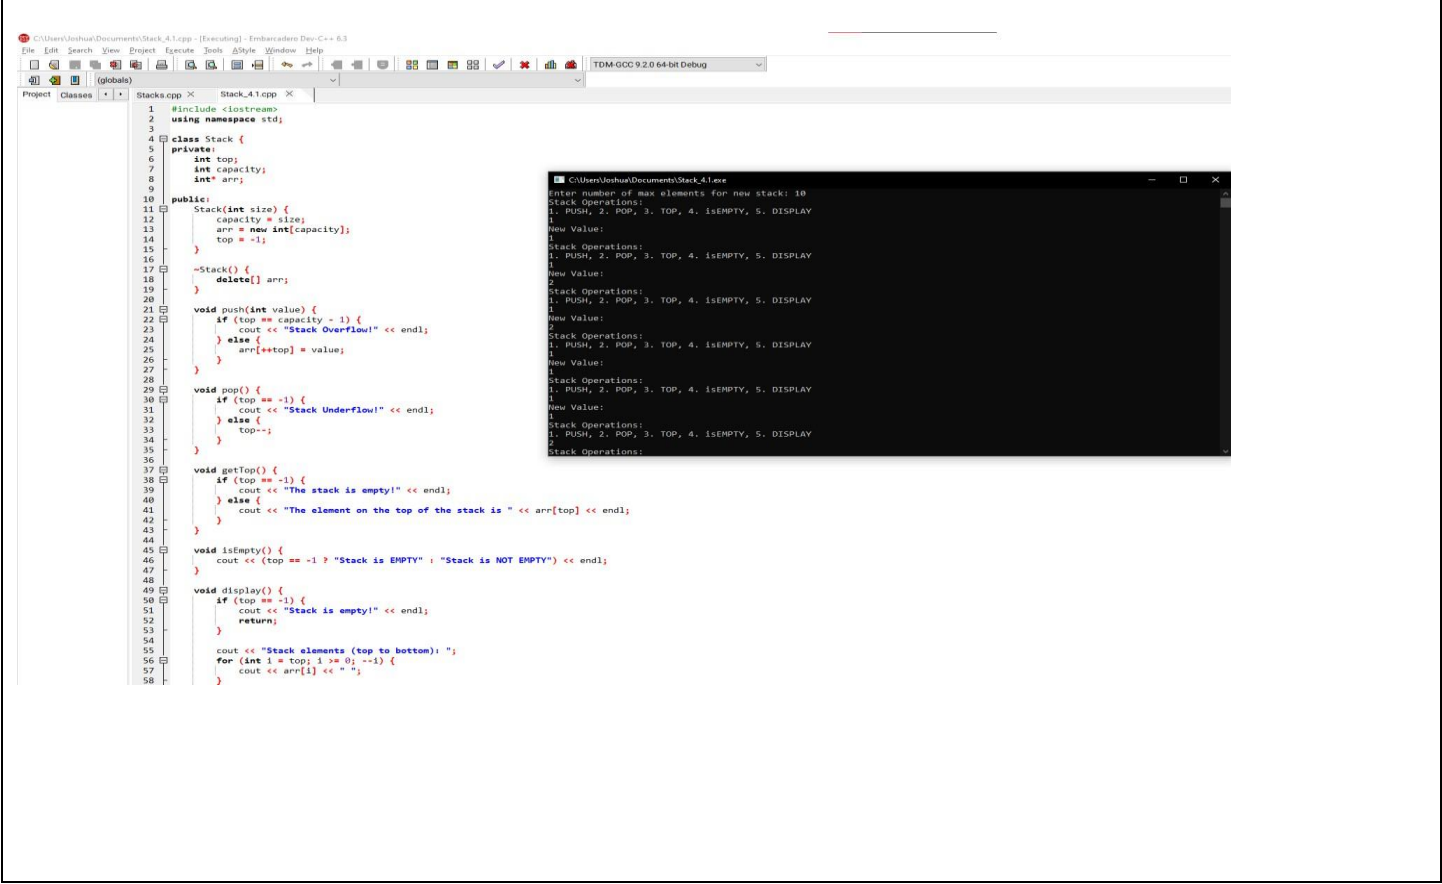 C:\Users\Joshua\Documents\Stack_4.1.cpp - [Executing] - Embarcadero Dev-C++ 6.3
File Edit Search View Project Execute Tools AStyle Window Help
TDM-GCC 9.2.0 64-bit Debug
(globals)
Project Classes
Stacks.cpp Stack_4.1.cpp
1 #include <iostream>
2 using namespace std;
3
4 class Stack {
5 private:
6 int top;
7 int capacity;
8 int* arr;
9
10 public:
11 Stack(int size) {
12 capacity = size;
13 arr = new int[capacity];
14 top = -1;
15 }
16
17 ~Stack() {
18 delete[] arr;
19 }
20
21 void push(int value) {
22 if (top == capacity - 1) {
23 cout << "Stack Overflow!" << endl;
24 } else {
25 arr[++top] = value;
26 }
27 }
28
29 void pop() {
30 if (top == -1) {
31 cout << "Stack Underflow!" << endl;
32 } else {
33 top--;
34 }
35 }
36
37 void getTop() {
38 if (top == -1) {
39 cout << "The stack is empty!" << endl;
40 } else {
41 cout << "The element on the top of the stack is " << arr[top] << endl;
42 }
43 }
44
45 void isEmpty() {
46 cout << (top == -1 ? "Stack is EMPTY" : "Stack is NOT EMPTY") << endl;
47 }
48
49 void display() {
50 if (top == -1) {
51 cout << "Stack is empty!" << endl;
52 return;
53 }
54
55 cout << "Stack elements (top to bottom): ";
56 for (int i = top; i >= 0; --i) {
57 cout << arr[i] << " ";
58 }
C:\Users\Joshua\Documents\Stack_4.1.exe
Enter number of max elements for new stack: 10
Stack Operations:
1. PUSH, 2. POP, 3. TOP, 4. isEMPTY, 5. DISPLAY
1
New Value:
1
Stack Operations:
1. PUSH, 2. POP, 3. TOP, 4. isEMPTY, 5. DISPLAY
1
New Value:
2
Stack Operations:
1. PUSH, 2. POP, 3. TOP, 4. isEMPTY, 5. DISPLAY
1
New Value:
2
Stack Operations:
1. PUSH, 2. POP, 3. TOP, 4. isEMPTY, 5. DISPLAY
1
New Value:
1
Stack Operations:
1. PUSH, 2. POP, 3. TOP, 4. isEMPTY, 5. DISPLAY
1
New Value:
1
Stack Operations:
1. PUSH, 2. POP, 3. TOP, 4. isEMPTY, 5. DISPLAY
2
Stack Operations: